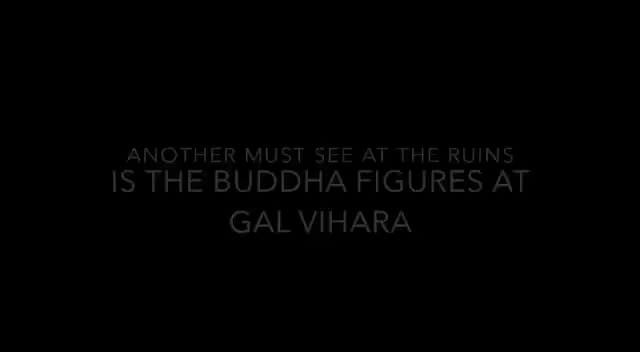 ANOTHER MUST SEE AT THE RUINS
IS THE BUDDHA FIGURES AT
GAL VIHARA